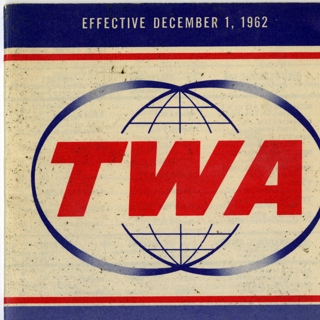 EFFECTIVE DECEMBER 1, 1962
TWA